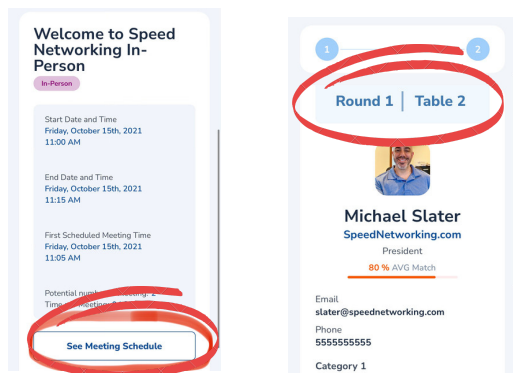 Welcome to Speed
Networking In-
Person
In-Person
Start Date and Time
Friday, October 15th, 2021
11:00 AM
End Date and Time
Friday, October 15th, 2021
11:15 AM
First Scheduled Meeting Time
Friday, October 15th, 2021
11:05 AM
Potential number
Time
See Meeting Schedule
1
2
Round 1 | Table 2
Michael Slater
SpeedNetworking.com
President
80 % AVG Match
Email
slater@speednetworking.com
Phone
5555555555
Category 1